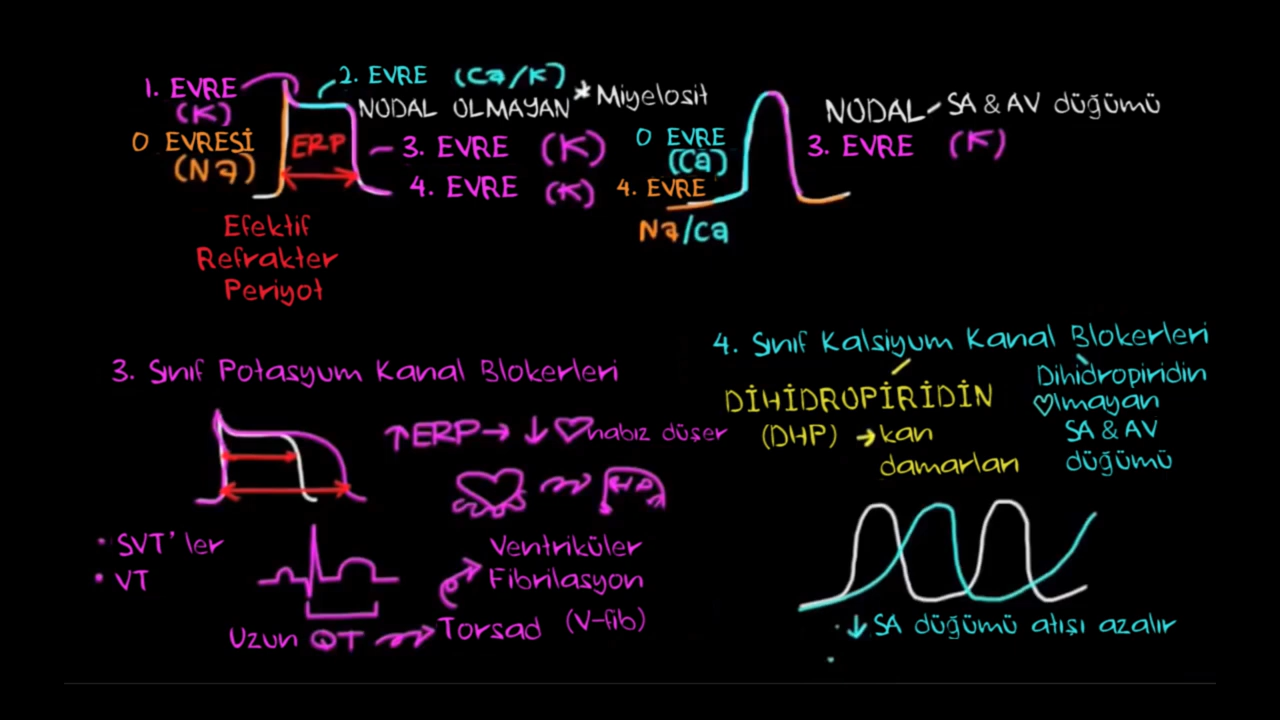 1. EVRE
(K)
0 EVRESİ
(Na)
2. EVRE (Ca/K)
NODAL OLMAYAN * Miyelosit
ERP
3. EVRE (K)
4. EVRE (K)
Efektif
Refrakter
Periyot
0 EVRE
(Ca)
4. EVRE
Na/Ca
NODAL - SA & AV düğümü
3. EVRE (K)
3. Sınıf Potasyum Kanal Blokerleri
↑ERP → ↓ ♡ nabız düşer
• SVT'ler
• VT
Uzun QT
Torsad
Ventriküler
Fibrilasyon
(V-fib)
4. Sınıf Kalsiyum Kanal Blokerleri
DİHİDROPİRİDİN
(DHP) → kan
damarları
Dihidropiridin
olmayan
SA & AV
düğümü
• ↓ SA düğümü atışı azalır